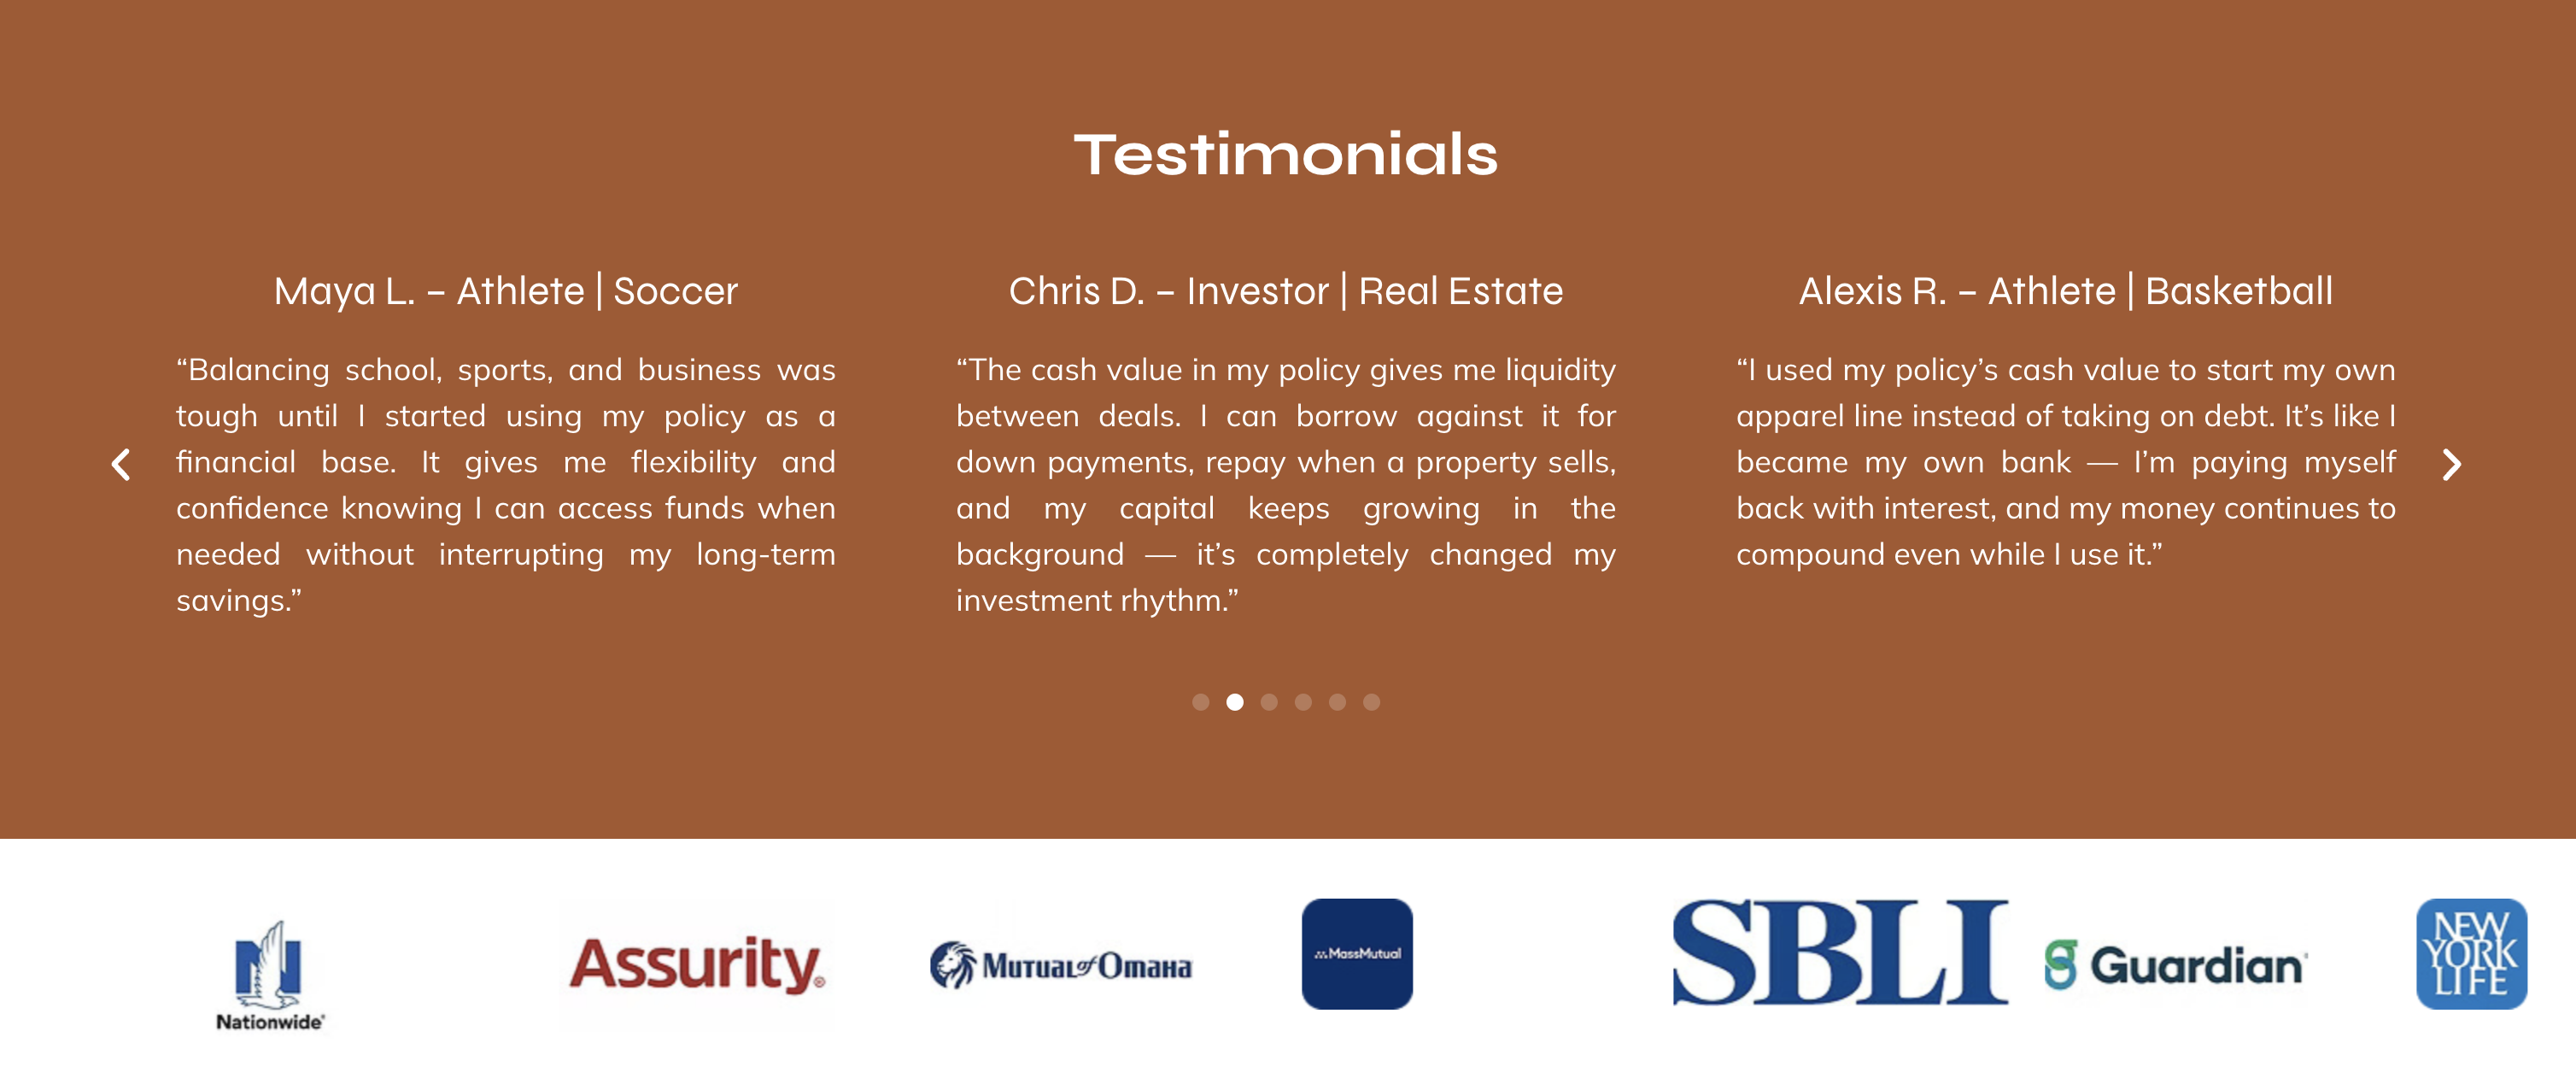 Testimonials
Maya L. – Athlete | Soccer
“Balancing school, sports, and business was
tough until I started using my policy as a
financial base. It gives me flexibility and
confidence knowing I can access funds when
needed without interrupting my long-term
savings.”
Chris D. – Investor | Real Estate
“The cash value in my policy gives me liquidity
between deals. I can borrow against it for
down payments, repay when a property sells,
and my capital keeps growing in the
background — it’s completely changed my
investment rhythm.”
Alexis R. – Athlete | Basketball
“I used my policy’s cash value to start my own
apparel line instead of taking on debt. It’s like I
became my own bank — I’m paying myself
back with interest, and my money continues to
compound even while I use it.”
Nationwide®
Assurity®
Mutual of Omaha
MassMutual
SBLI
Guardian
NEW
YORK
LIFE